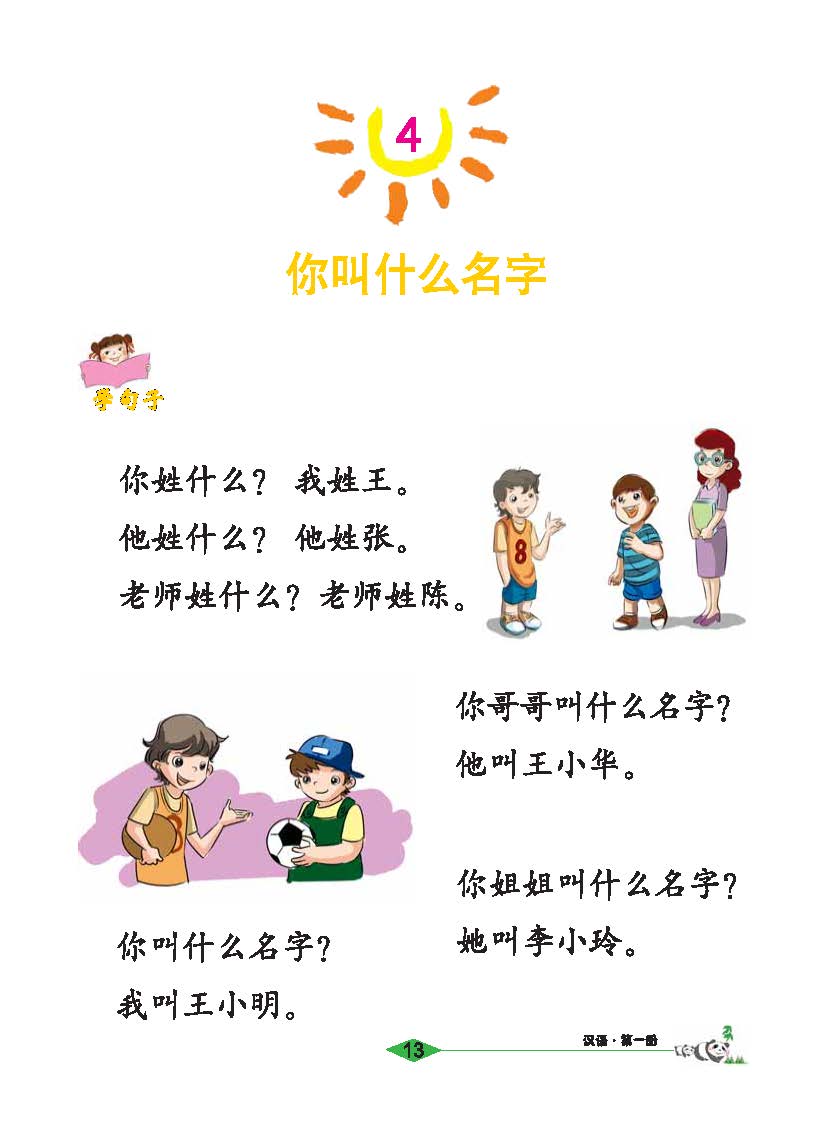 4
你叫什么名字
学句子
你姓什么? 我姓王。
他姓什么? 他姓张。
老师姓什么? 老师姓陈。
8
你哥哥叫什么名字?
他叫王小华。
你姐姐叫什么名字?
她叫李小玲。
你叫什么名字?
我叫王小明。
13
汉语·第一册